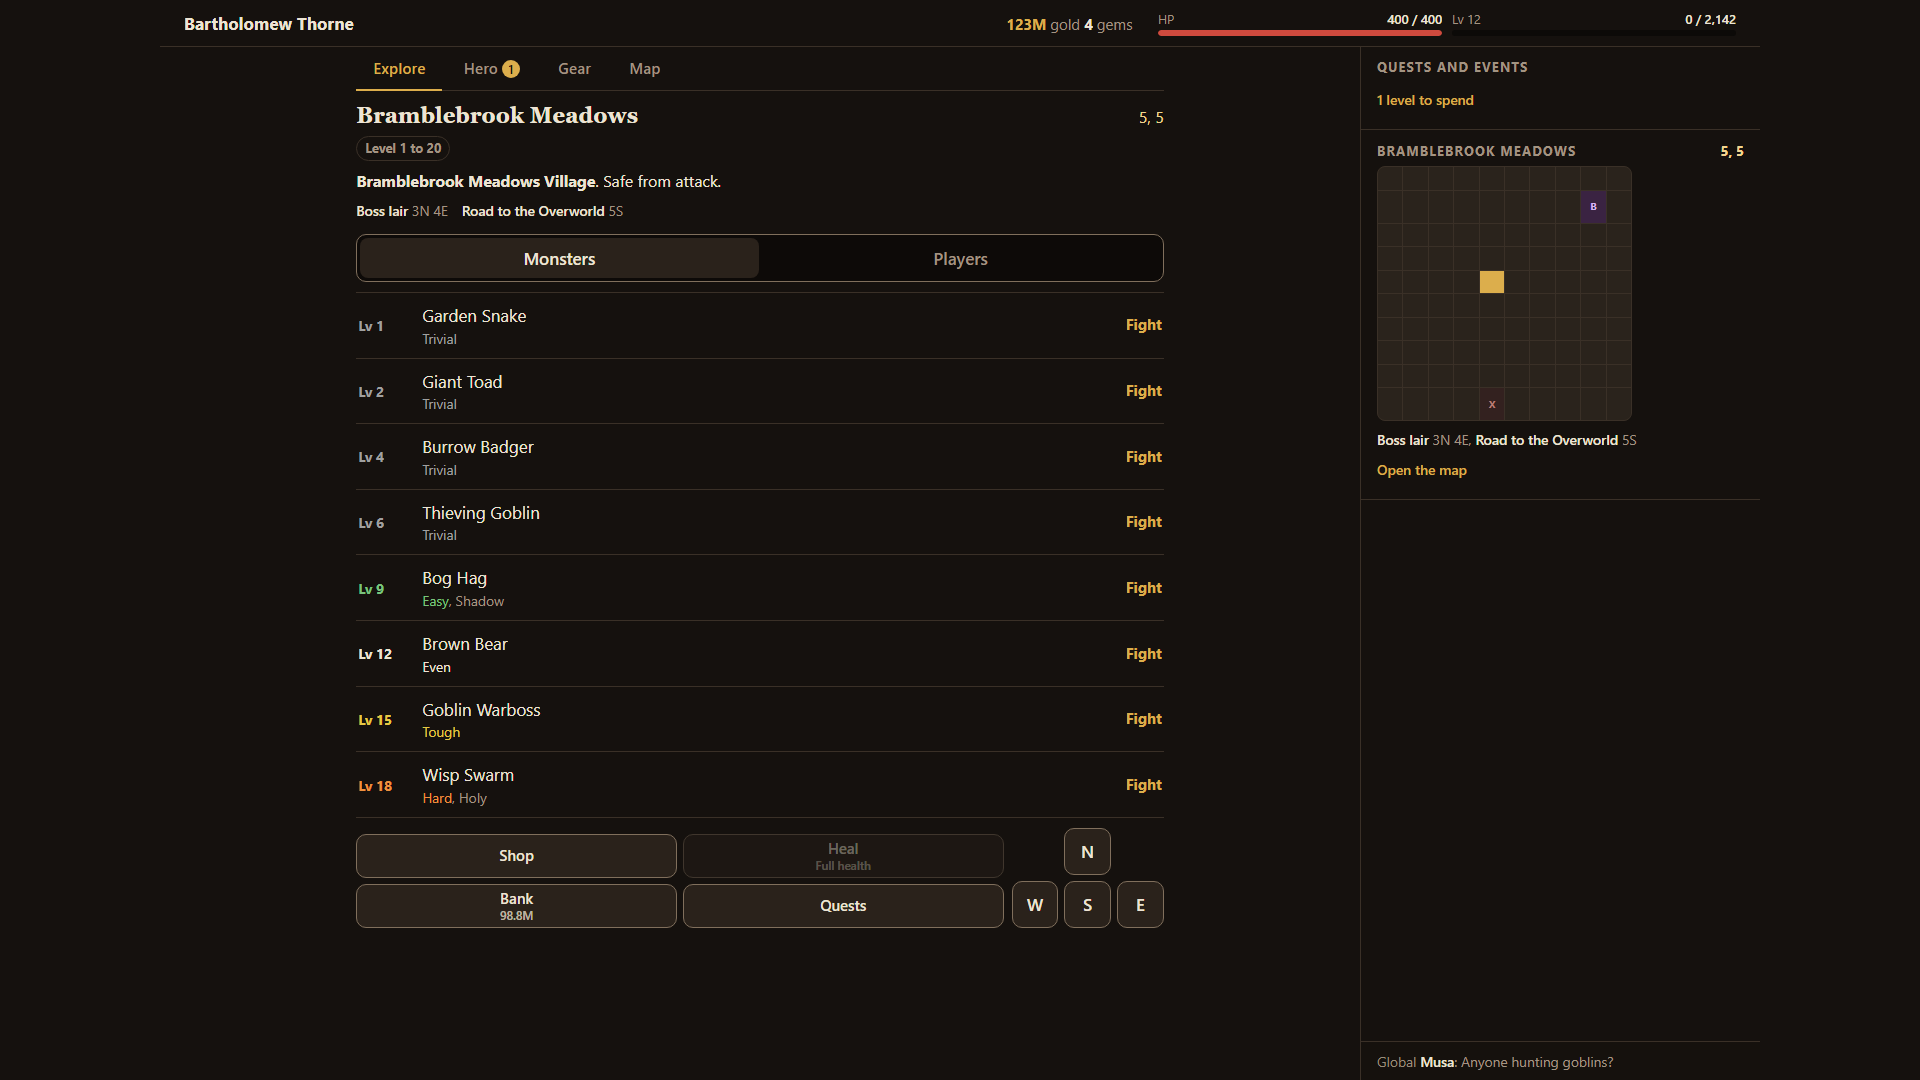 Bartholomew Thorne
123M gold 4 gems
HP 400 / 400
Lv 12 0 / 2,142
Explore
Hero 1
Gear
Map
Bramblebrook Meadows
5, 5
Level 1 to 20
Bramblebrook Meadows Village. Safe from attack.
Boss lair 3N 4E Road to the Overworld 5S
Monsters
Players
Lv 1
Garden Snake
Trivial
Fight
Lv 2
Giant Toad
Trivial
Fight
Lv 4
Burrow Badger
Trivial
Fight
Lv 6
Thieving Goblin
Trivial
Fight
Lv 9
Bog Hag
Easy, Shadow
Fight
Lv 12
Brown Bear
Even
Fight
Lv 15
Goblin Warboss
Tough
Fight
Lv 18
Wisp Swarm
Hard, Holy
Fight
Shop
Heal
Full health
Bank
98.8M
Quests
N
W
S
E
QUESTS AND EVENTS
1 level to spend
BRAMBLEBROOK MEADOWS
5, 5
B
X
Boss lair 3N 4E, Road to the Overworld 5S
Open the map
Global Musa: Anyone hunting goblins?